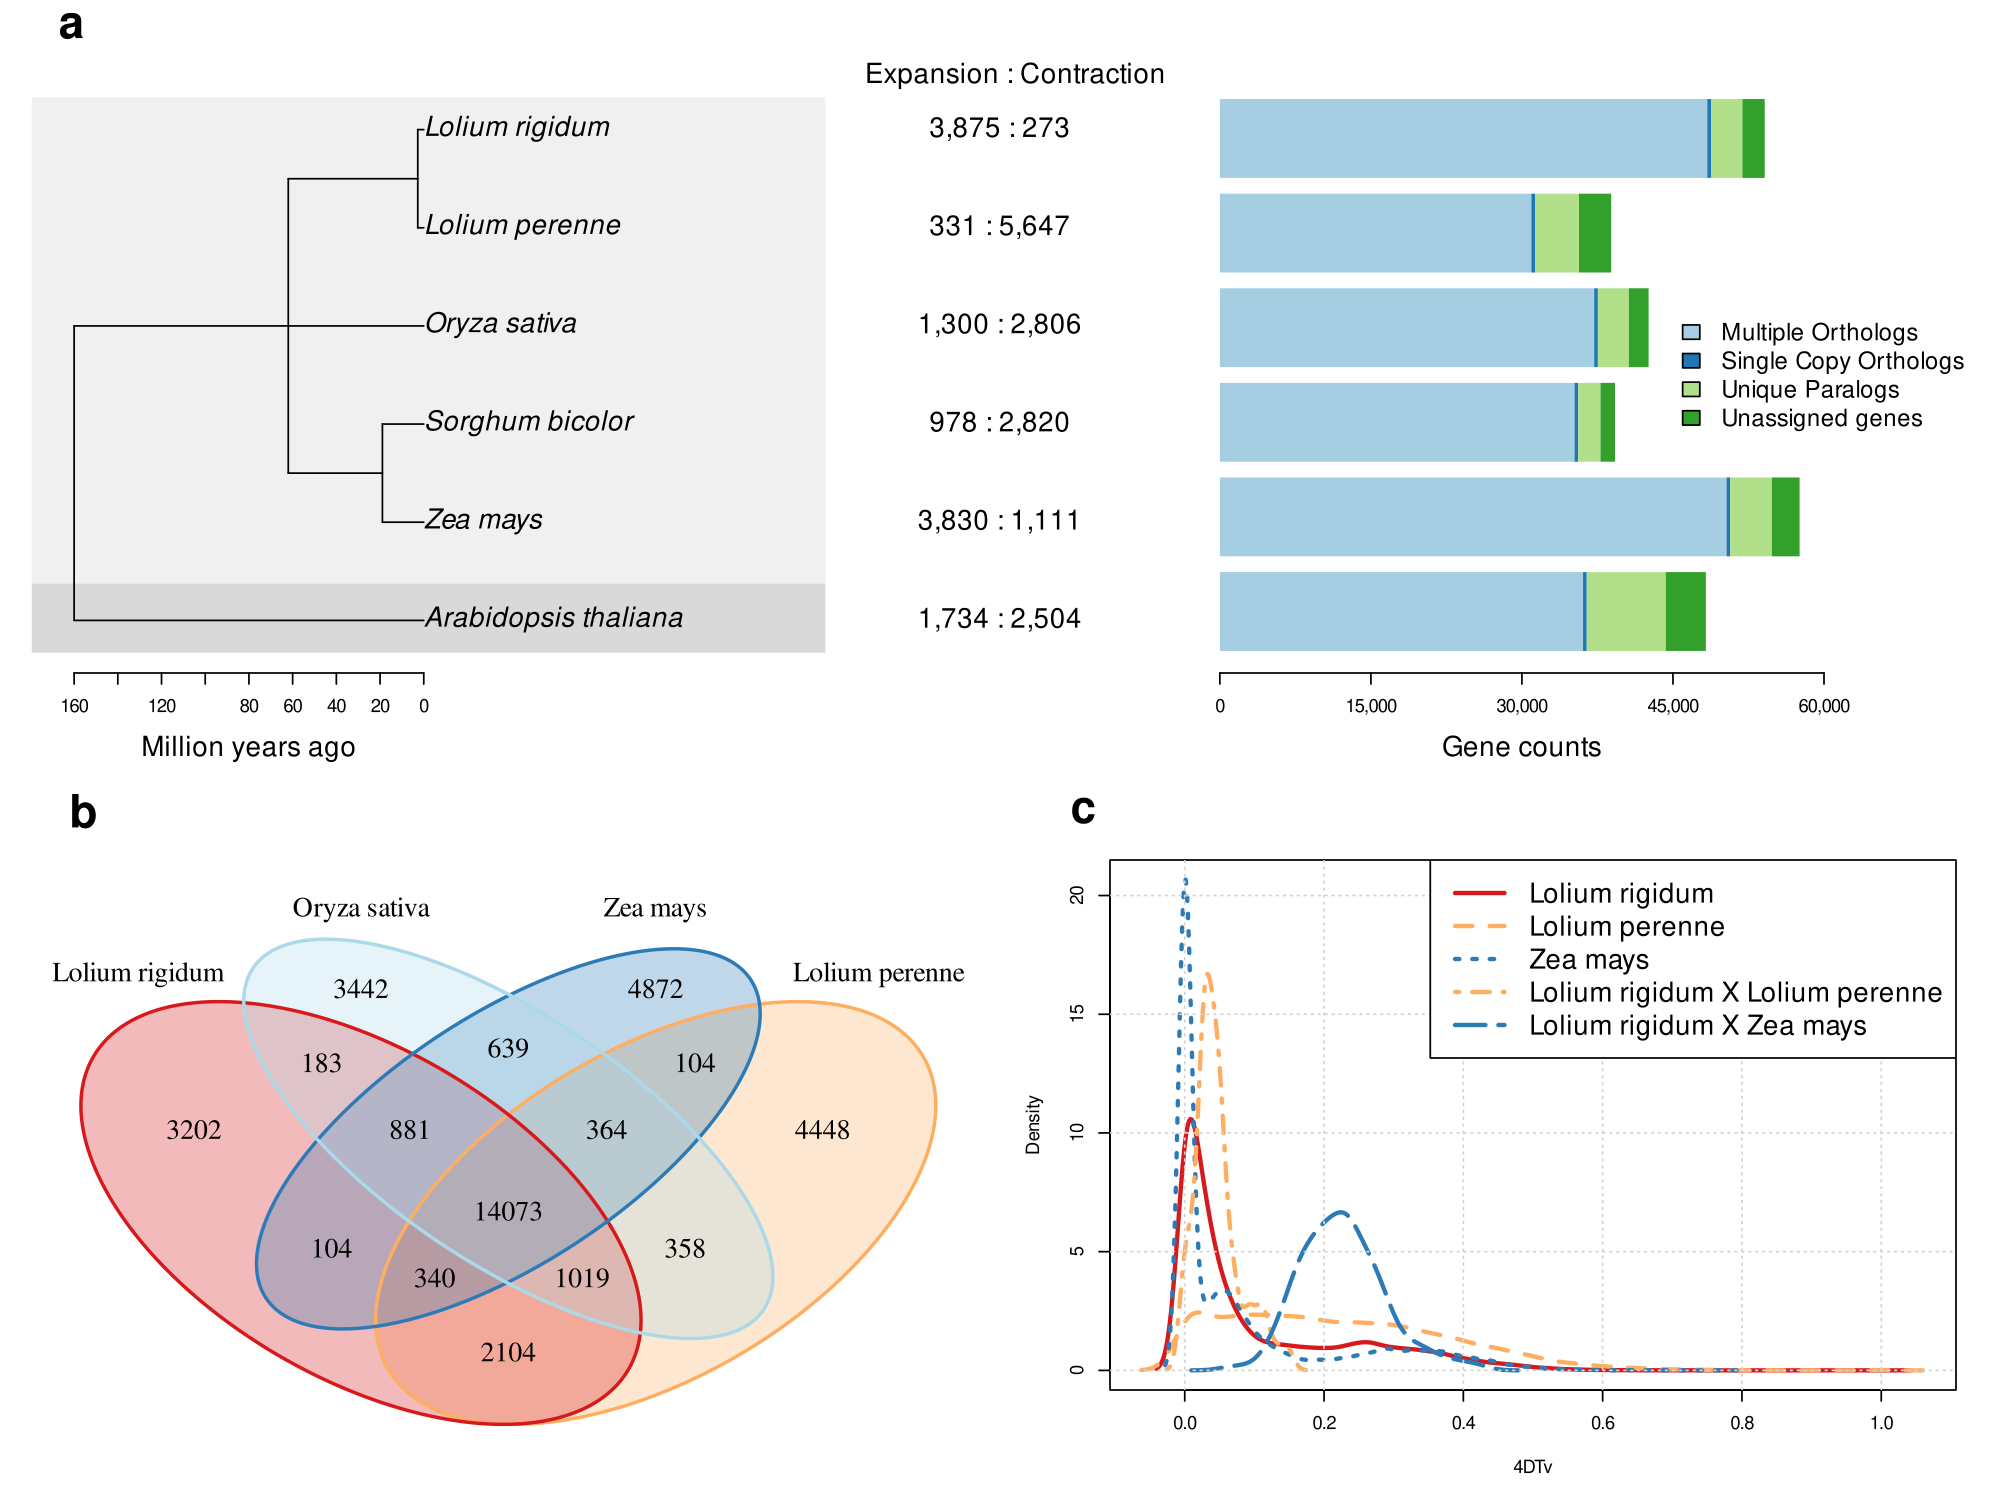 a
Expansion : Contraction
Lolium rigidum
3,875 : 273
Lolium perenne
331 : 5,647
Oryza sativa
1,300 : 2,806
Sorghum bicolor
978 : 2,820
Zea mays
3,830 : 1,111
Arabidopsis thaliana
1,734 : 2,504
Multiple Orthologs
Single Copy Orthologs
Unique Paralogs
Unassigned genes
160 120 80 60 40 20 0
Million years ago
0 15,000 30,000 45,000 60,000
Gene counts
b
Oryza sativa
Zea mays
Lolium rigidum
Lolium perenne
3442
4872
183
639
104
3202
881
364
4448
14073
104
340
1019
358
2104
c
Lolium rigidum
Lolium perenne
Zea mays
Lolium rigidum X Lolium perenne
Lolium rigidum X Zea mays
20
15
10
5
0
Density
0.0 0.2 0.4 0.6 0.8 1.0
4DTv